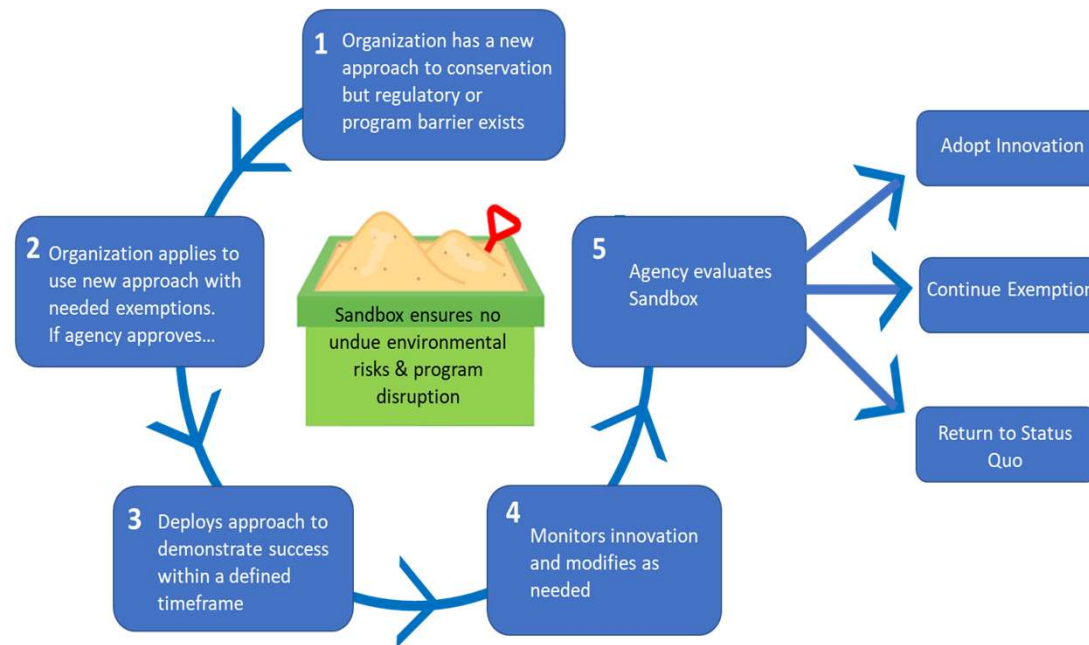 1 Organization has a new
approach to conservation
but regulatory or
program barrier exists
2 Organization applies to
use new approach with
needed exemptions.
If agency approves...
Sandbox ensures no
undue environmental
risks & program
disruption
3 Deploys approach to
demonstrate success
within a defined
timeframe
4 Monitors innovation
and modifies as
needed
5 Agency evaluates
Sandbox
Adopt Innovation
Continue Exemption
Return to Status
Quo